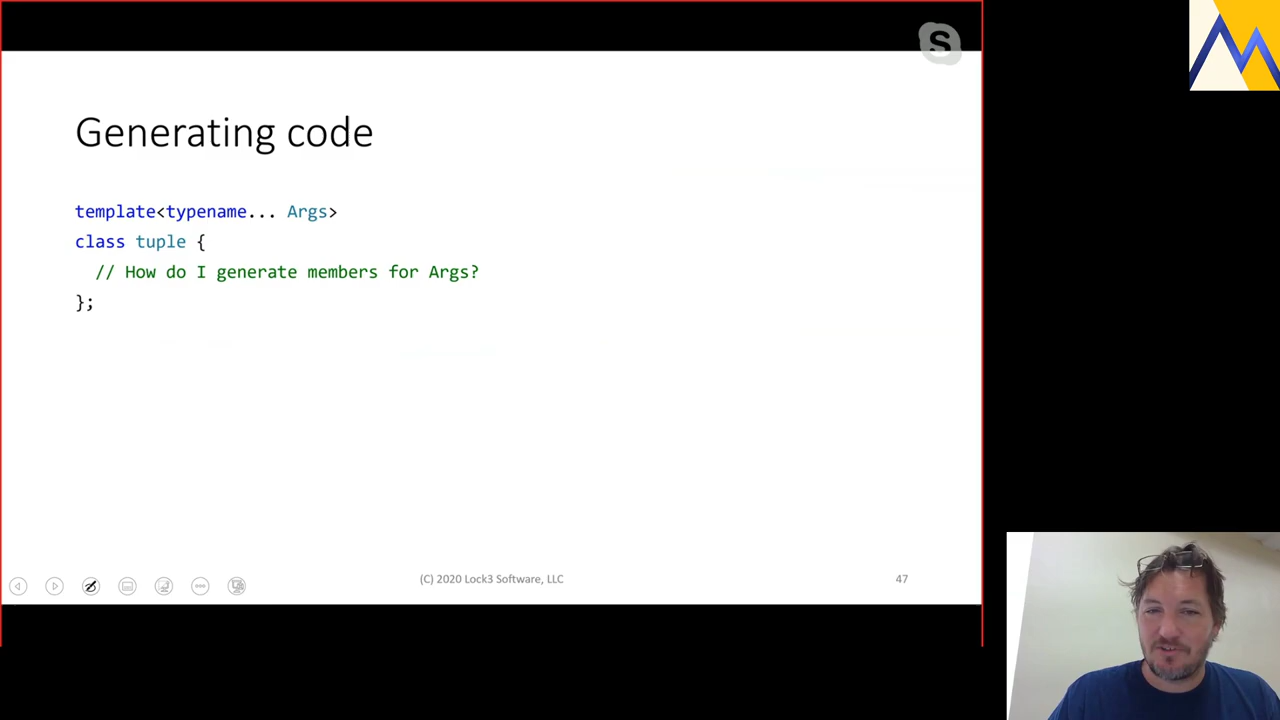 S
Generating code
template<typename... Args>
class tuple {
// How do I generate members for Args?
};
(C) 2020 Lock3 Software, LLC
47